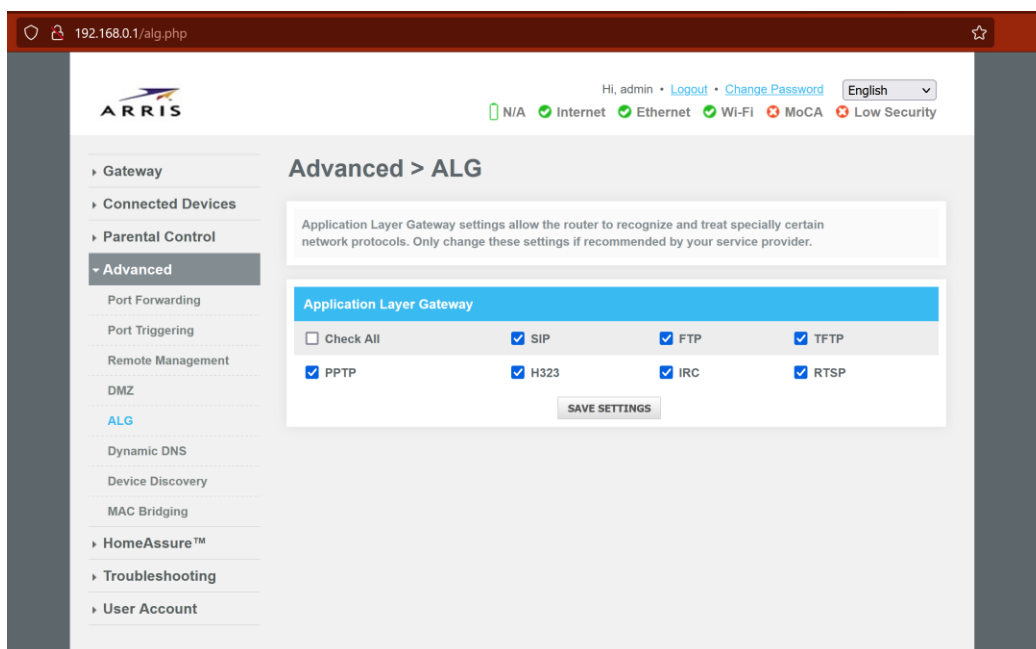 192.168.0.1/alg.php
ARRIS
Hi, admin • Logout • Change Password English
N/A Internet Ethernet Wi-Fi MoCA Low Security
Gateway
Connected Devices
Parental Control
Advanced
Port Forwarding
Port Triggering
Remote Management
DMZ
ALG
Dynamic DNS
Device Discovery
MAC Bridging
HomeAssure™
Troubleshooting
User Account
Advanced > ALG
Application Layer Gateway settings allow the router to recognize and treat specially certain
network protocols. Only change these settings if recommended by your service provider.
Application Layer Gateway
Check All SIP FTP TFTP
PPTP H323 IRC RTSP
SAVE SETTINGS